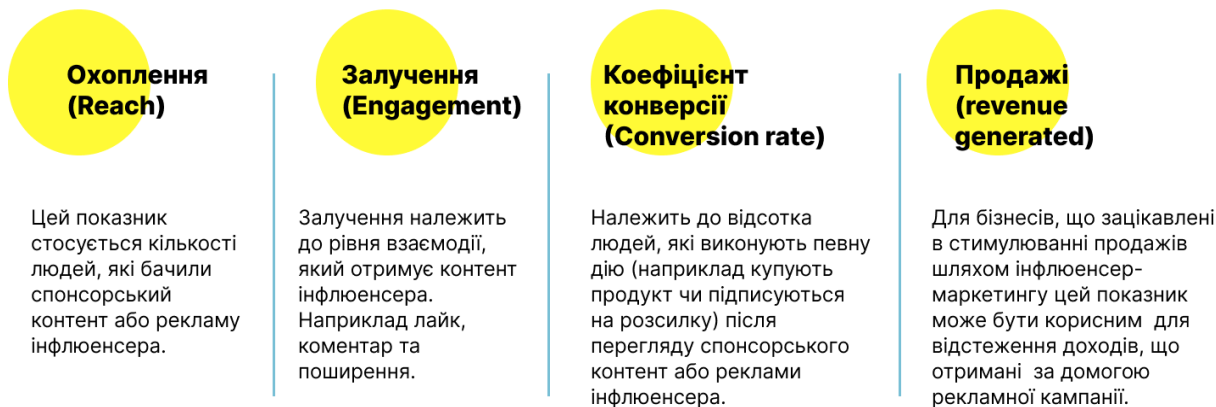 Охоплення
(Reach)
Цей показник
стосується кількості
людей, які бачили
спонсорський
контент або рекламу
інфлюенсера.
Залучення
(Engagement)
Залучення належить
до рівня взаємодії,
який отримує контент
інфлюенсера.
Наприклад лайк,
коментар та
поширення.
Коефіцієнт
конверсії
(Conversion rate)
Належить до відсотка
людей, які виконують певну
дію (наприклад купують
продукт чи підписуються
на розсилку) після
перегляду спонсорського
контент або реклами
інфлюенсера.
Продажі
(revenue
generated)
Для бізнесів, що зацікавлені
в стимулюванні продажів
шляхом інфлюенсер-
маркетингу цей показник
може бути корисним  для
відстеження доходів, що
отримані  за домогою
рекламної кампанії.